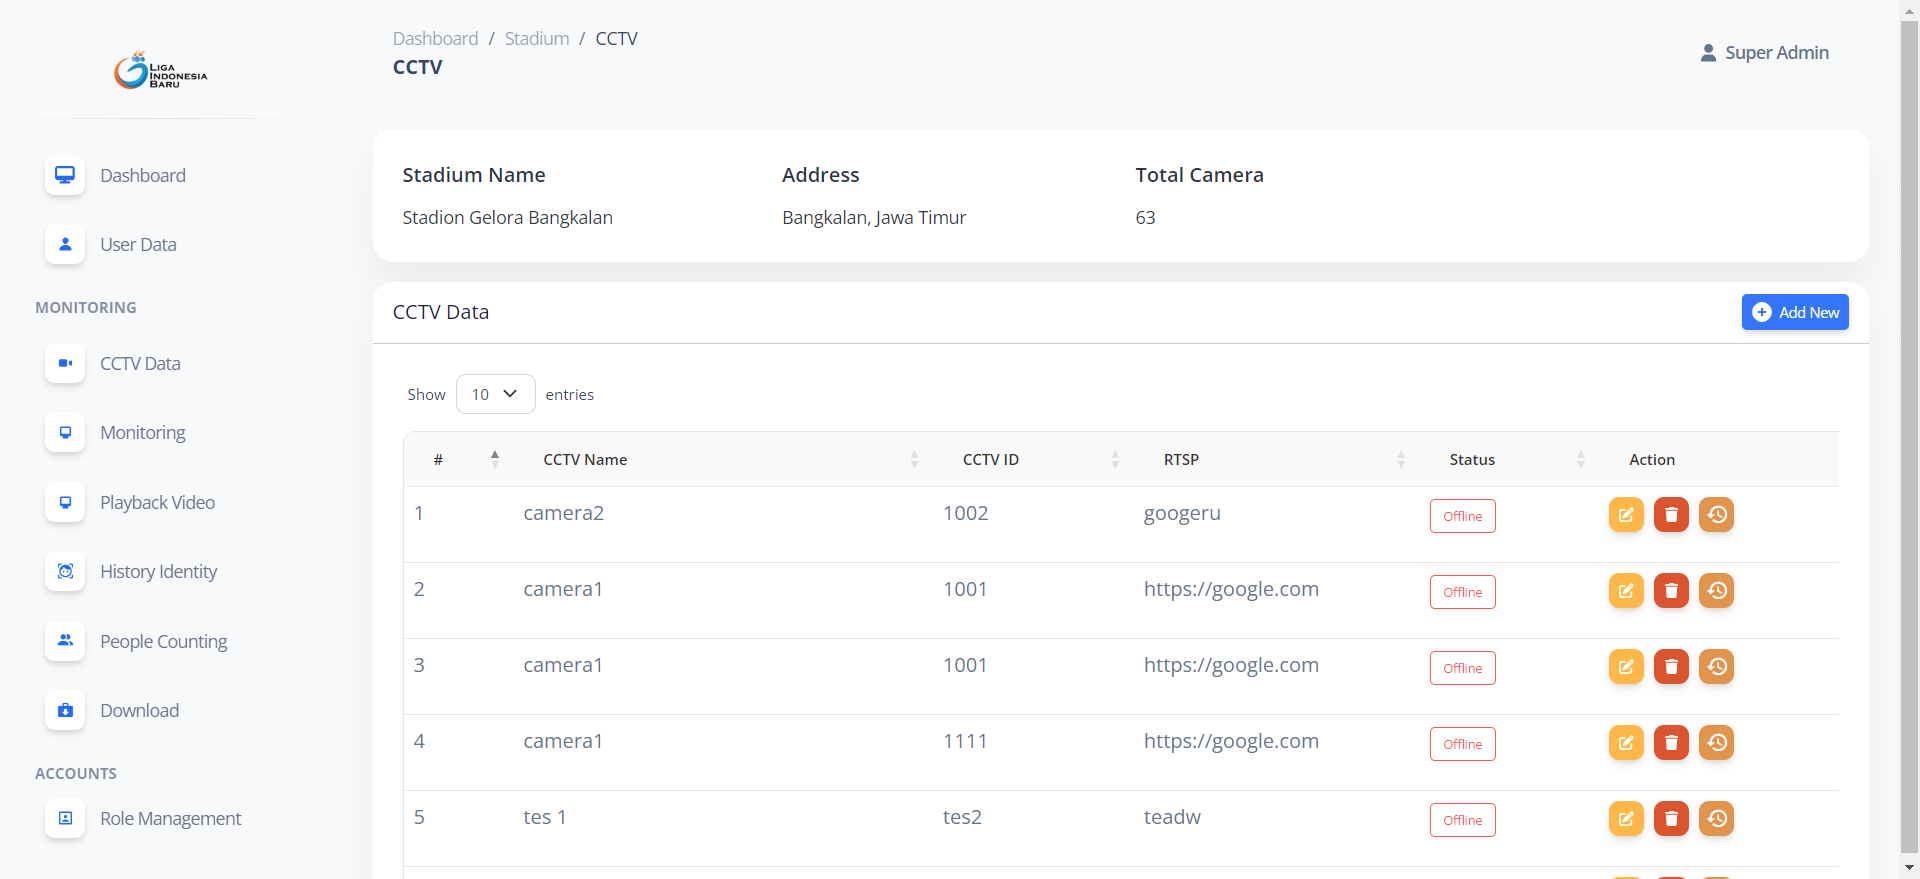 LIGA
INDONESIA
BARU
Dashboard
User Data
MONITORING
CCTV Data
Monitoring
Playback Video
History Identity
People Counting
Download
ACCOUNTS
Role Management
Dashboard / Stadium / CCTV
CCTV
Super Admin
Stadium Name Address Total Camera
Stadion Gelora Bangkalan Bangkalan, Jawa Timur 63
CCTV Data Add New
Show 10 entries
# CCTV Name CCTV ID RTSP Status Action
1 camera2 1002 googeru Offline
2 camera1 1001 https://google.com Offline
3 camera1 1001 https://google.com Offline
4 camera1 1111 https://google.com Offline
5 tes 1 tes2 teadw Offline